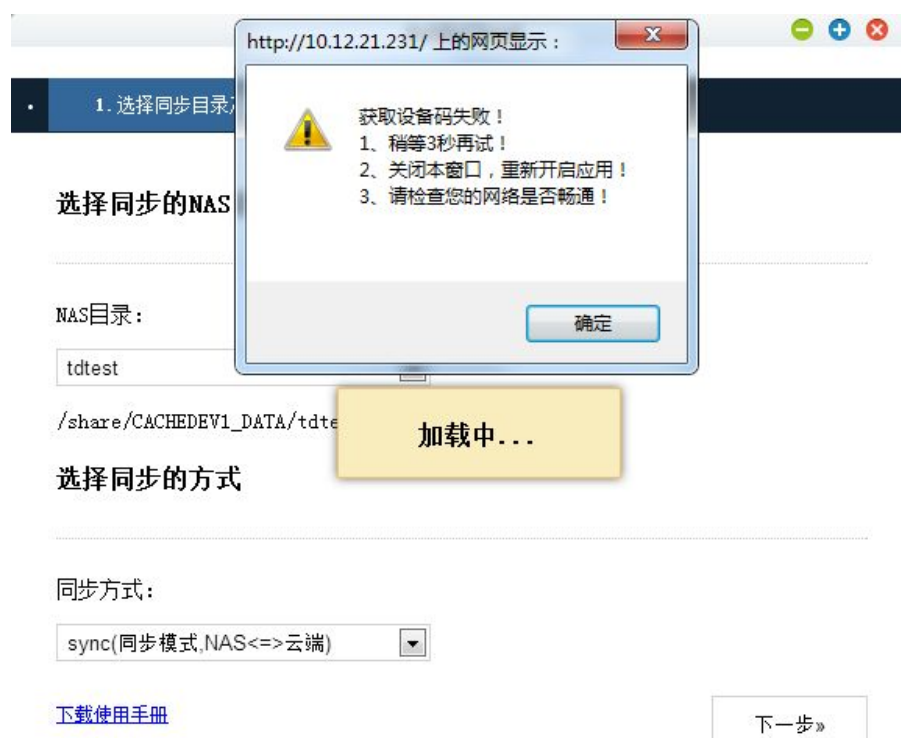 http://10.12.21.231/ 上的网页显示：
1. 选择同步目录
获取设备码失败！
1、稍等3秒再试！
2、关闭本窗口，重新开启应用！
3、请检查您的网络是否畅通！
确定
选择同步的NAS
NAS目录：
tdtest
/share/CACHEDEV1_DATA/tdte
加载中...
选择同步的方式
同步方式：
sync(同步模式,NAS<=>云端)
下载使用手册
下一步»